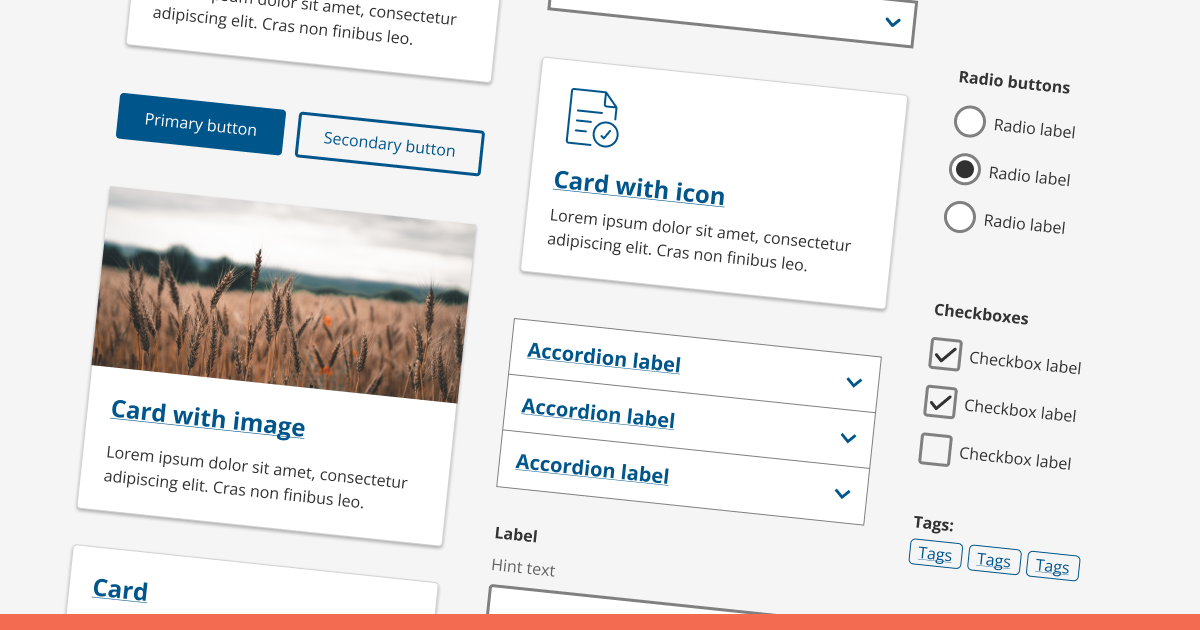 dolor sit amet, consectetur
adipiscing elit. Cras non finibus leo.
Primary button
Secondary button
Card with image
Lorem ipsum dolor sit amet, consectetur
adipiscing elit. Cras non finibus leo.
Card
Card with icon
Lorem ipsum dolor sit amet, consectetur
adipiscing elit. Cras non finibus leo.
Accordion label
Accordion label
Accordion label
Label
Hint text
Radio buttons
Radio label
Radio label
Radio label
Checkboxes
Checkbox label
Checkbox label
Checkbox label
Tags:
Tags Tags Tags